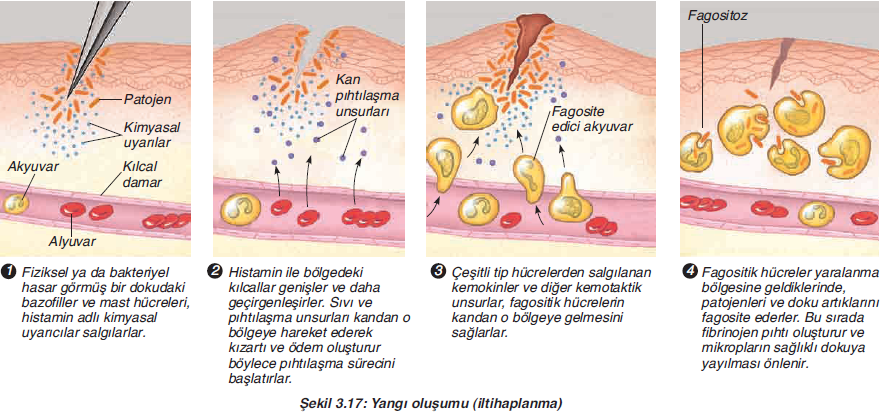 Patojen
Kimyasal
uyarılar
Akyuvar
Kılcal
damar
Alyuvar
1 Fiziksel ya da bakteriyel
hasar görmüş bir dokudaki
bazofiller ve mast hücreleri,
histamin adlı kimyasal
uyarıcılar salgılarlar.
Kan
pıhtılaşma
unsurları
2 Histamin ile bölgedeki
kılcallar genişler ve daha
geçirgenleşirler. Sıvı ve
pıhtılaşma unsurları kandan o
bölgeye hareket ederek
kızartı ve ödem oluşturur
böylece pıhtılaşma sürecini
başlatırlar.
Fagosite
edici akyuvar
3 Çeşitli tip hücrelerden salgılanan
kemokinler ve diğer kemotaktik
unsurlar, fagositik hücrelerin
kandan o bölgeye gelmesini
sağlarlar.
Fagositoz
4 Fagositik hücreler yaralanma
bölgesine geldiklerinde,
patojenleri ve doku artıklarını
fagosite ederler. Bu sırada
fibrinojen pıhtı oluşturur ve
mikropların sağlıklı dokuya
yayılması önlenir.
Şekil 3.17: Yangı oluşumu (iltihaplanma)